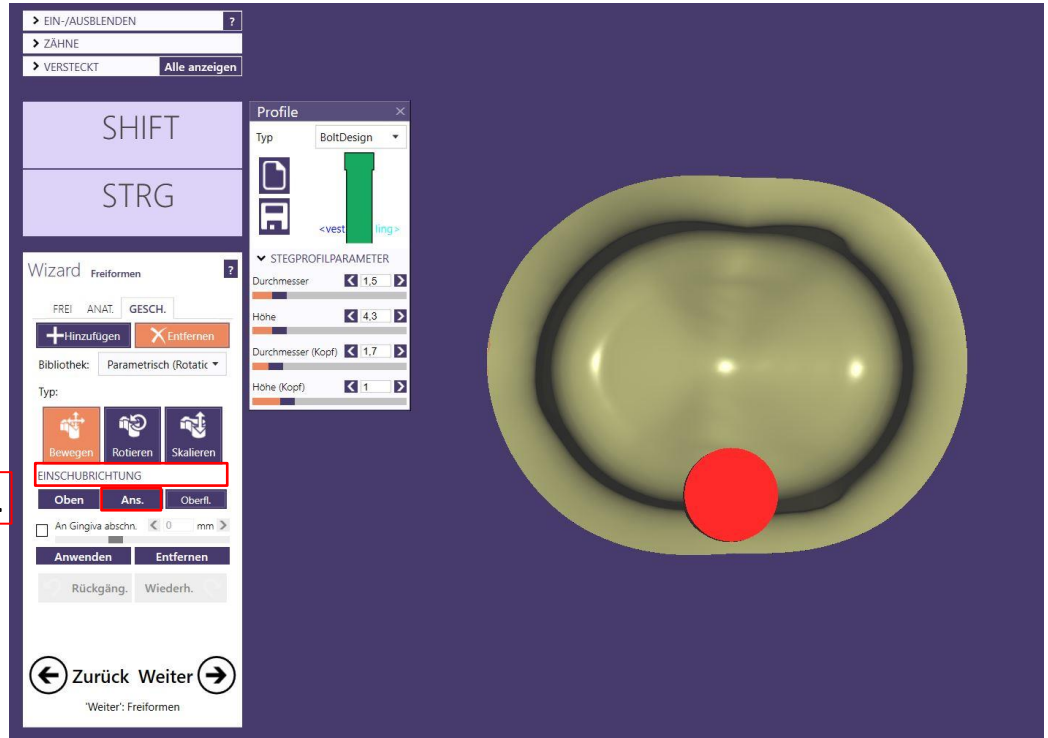 EIN-/AUSBLENDEN ?
ZÄHNE
VERSTECKT Alle anzeigen
SHIFT
STRG
Profile
Typ BoltDesign
<vest ling>
STEGPROFILPARAMETER
Durchmesser 1,5
Höhe 4,3
Durchmesser (Kopf) 1,7
Höhe (Kopf) 1
Wizard Freiformen ?
FREI ANAT. GESCH.
Hinzufügen Entfernen
Bibliothek: Parametrisch (Rotatic
Typ:
Bewegen Rotieren Skalieren
EINSCHUBRICHTUNG
Oben Ans. Oberfl.
An Gingiva abschn. 0 mm
Anwenden Entfernen
Rückgäng. Wiederh.
Zurück Weiter
'Weiter': Freiformen